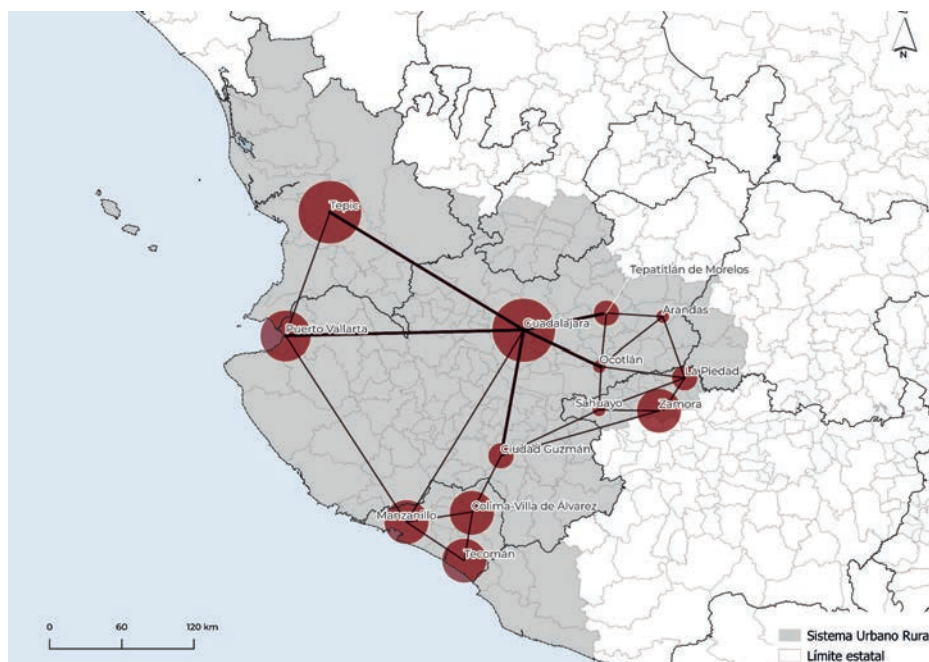 N
Tepic
Tepatitlán de Morelos
Arandas
Guadalajara
Puerto Vallarta
Ocotlán
La Piedad
Sahuayo
Zamora
Ciudad Guzmán
Colima-Villa de Álvarez
Manzanillo
Tecomán
0 60 120 km
Sistema Urbano Rura
Límite estatal